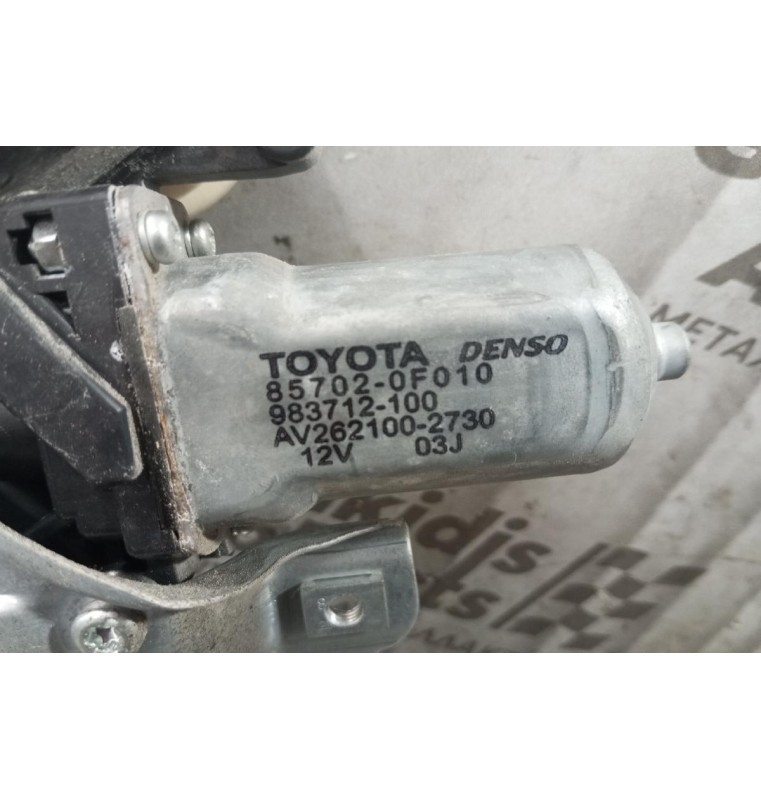 TOYOTA DENSO
85702-0F010
983712-100
AV262100-2730
12V 03J